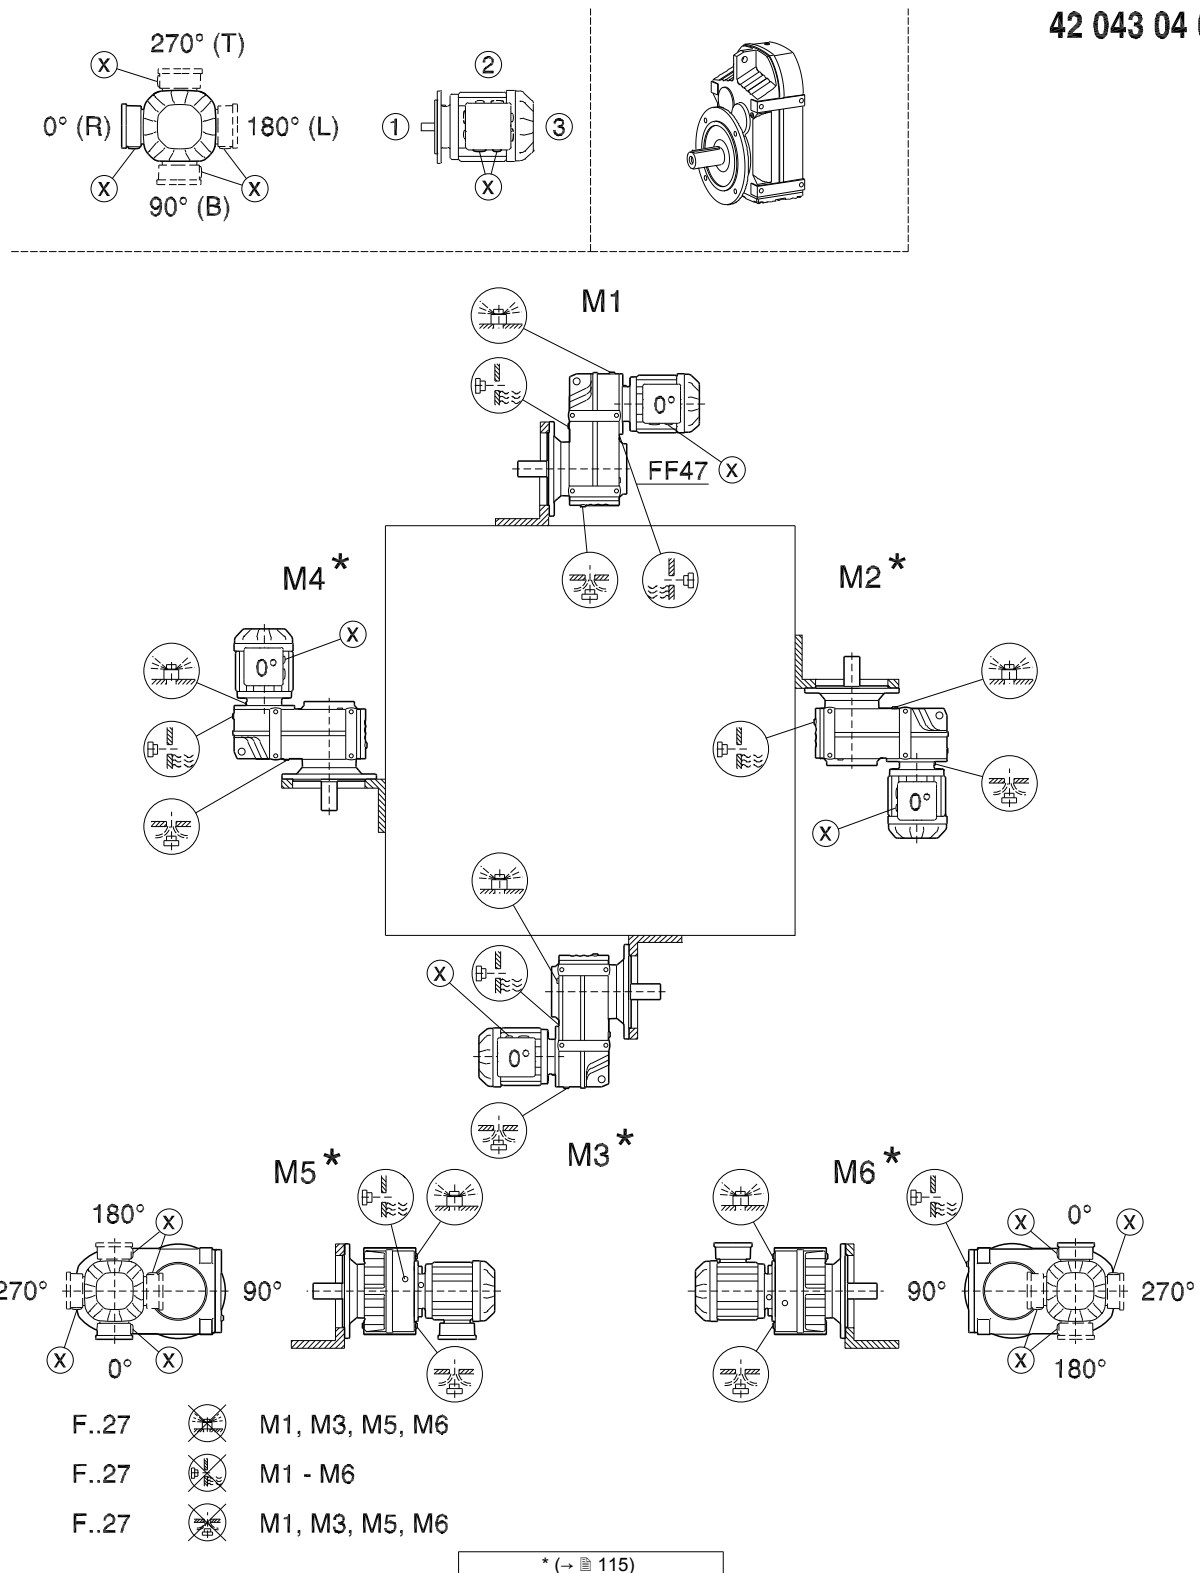 42 043 04
270° (T)
X
0° (R)
180° (L)
X
X
90° (B)
2
1
3
X
M1
0°
FF47
X
M4*
M2*
X
0°
0°
X
X
0°
M3*
M5*
M6*
180°
X
270°
90°
X
0°
X
X
0°
X
90°
270°
X
180°
F..27 M1, M3, M5, M6
F..27 M1 - M6
F..27 M1, M3, M5, M6
* (→ 115)